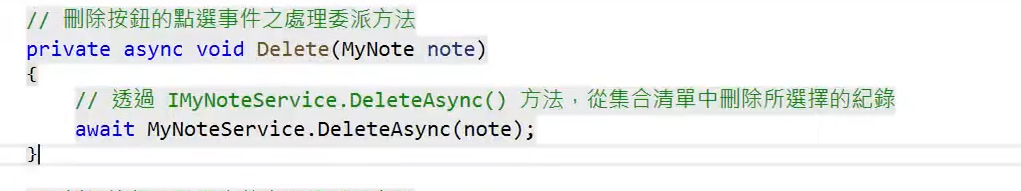 // 刪除按鈕的點選事件之處理委派方法
private async void Delete(MyNote note)
{
    // 透過 IMyNoteService.DeleteAsync() 方法，從集合清單中刪除所選擇的紀錄
    await MyNoteService.DeleteAsync(note);
}